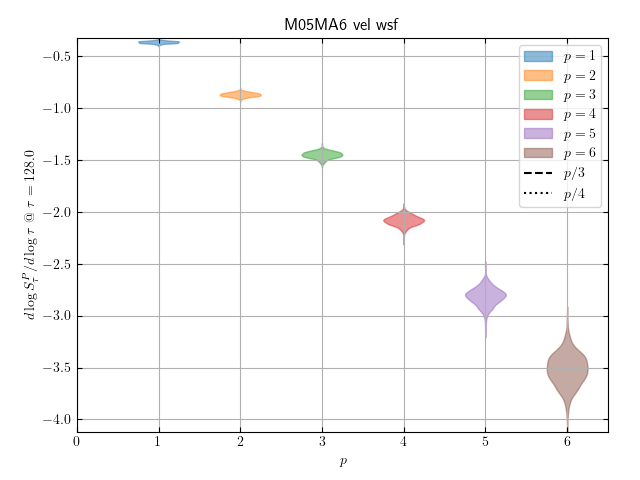 M05MA6 vel wsf
d log S_τ^P / d log τ @ τ = 128.0
−0.5
−1.0
−1.5
−2.0
−2.5
−3.0
−3.5
−4.0
p = 1
p = 2
p = 3
p = 4
p = 5
p = 6
p/3
p/4
0 1 2 3 4 5 6
p